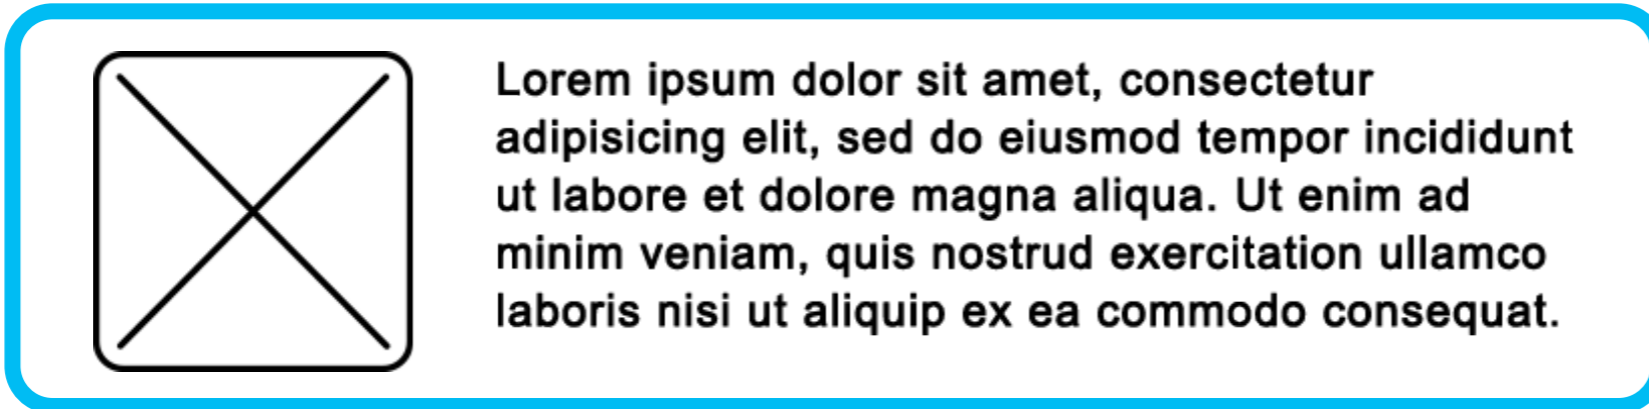 Lorem ipsum dolor sit amet, consectetur
adipisicing elit, sed do eiusmod tempor incididunt
ut labore et dolore magna aliqua. Ut enim ad
minim veniam, quis nostrud exercitation ullamco
laboris nisi ut aliquip ex ea commodo consequat.